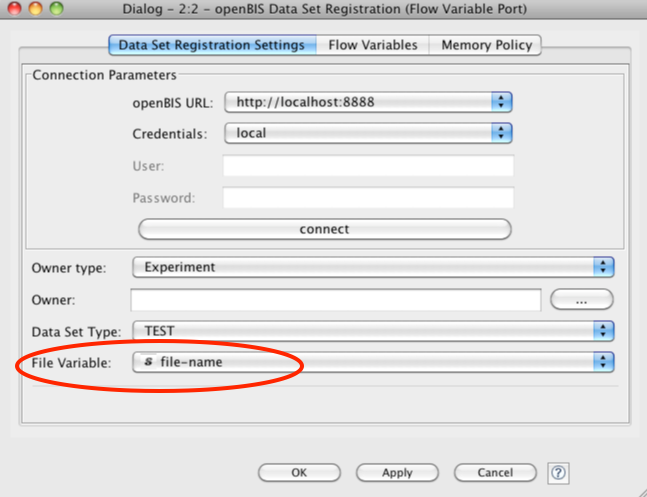 Dialog - 2:2 - openBIS Data Set Registration (Flow Variable Port)
Data Set Registration Settings Flow Variables Memory Policy
Connection Parameters
openBIS URL: http://localhost:8888
Credentials: local
User:
Password:
connect
Owner type: Experiment
Owner: ...
Data Set Type: TEST
File Variable: s file-name
OK Apply Cancel ?